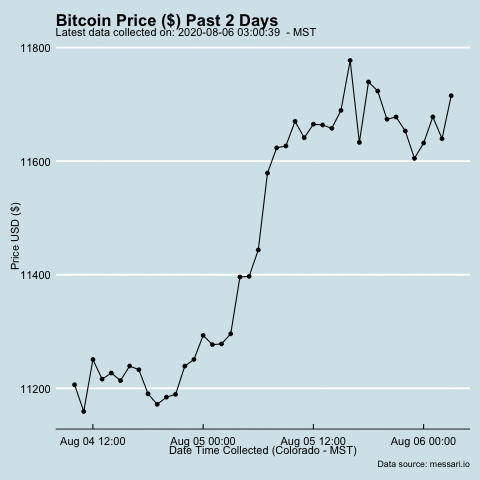 Bitcoin Price ($) Past 2 Days
Latest data collected on: 2020-08-06 03:00:39  - MST
11800
11600
11400
11200
Price USD ($)
Aug 04 12:00 Aug 05 00:00 Aug 05 12:00 Aug 06 00:00
Date Time Collected (Colorado - MST)
Data source: messari.io